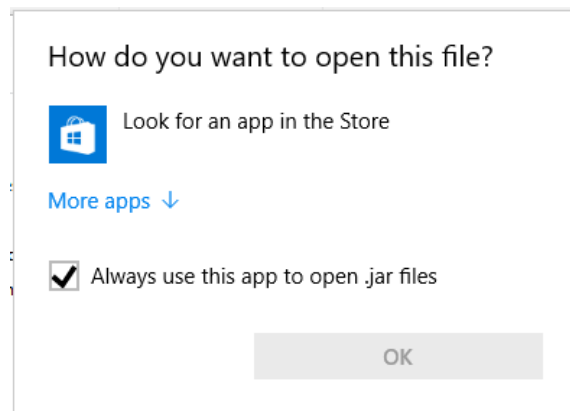 How do you want to open this file?
Look for an app in the Store
More apps ↓
Always use this app to open .jar files
OK